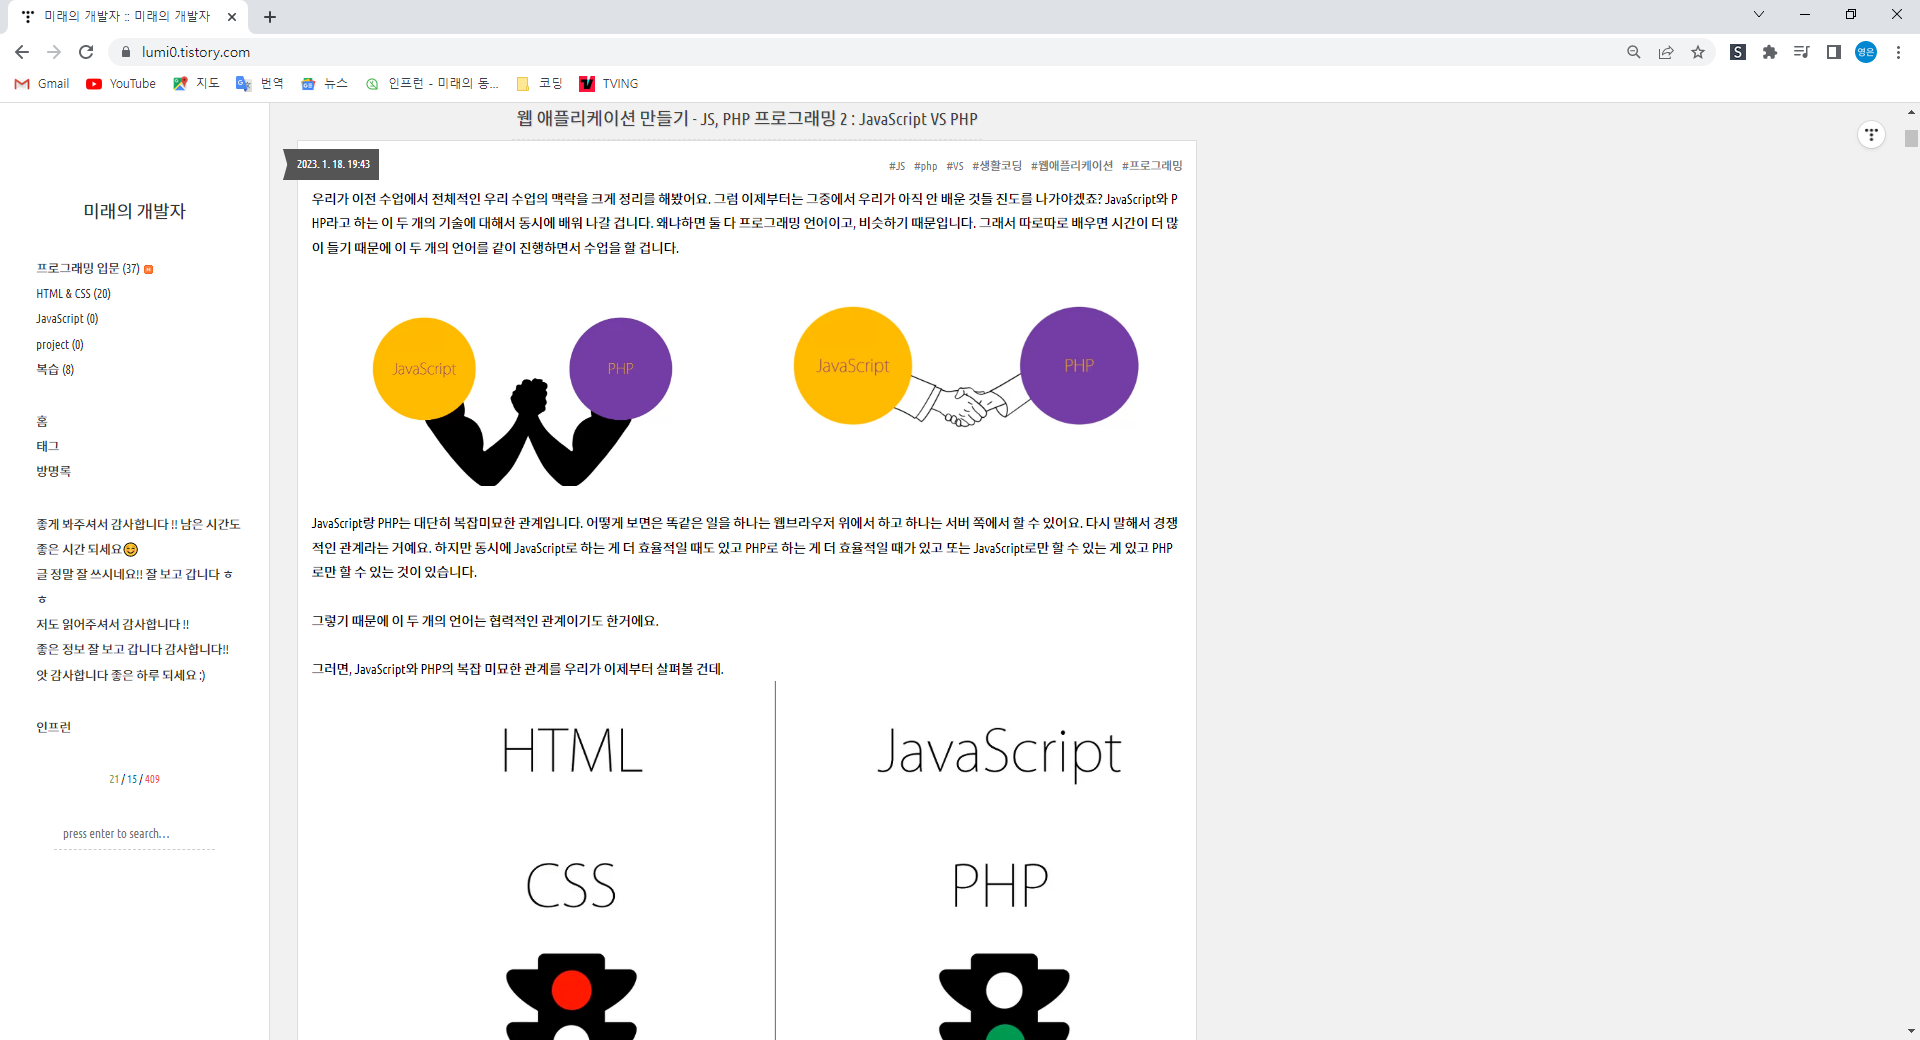 미래의 개발자 :: 미래의 개발자
lumi0.tistory.com
S
영은
Gmail
YouTube
지도
번역
뉴스
인프런 - 미래의 동...
코딩
TVING
미래의 개발자
프로그래밍 입문 (37)
HTML & CSS (20)
JavaScript (0)
project (0)
복습 (8)
홈
태그
방명록
좋게 봐주셔서 감사합니다 !! 남은 시간도
좋은 시간 되세요😊
글 정말 잘 쓰시네요!! 잘 보고 갑니다 ㅎ
ㅎ
저도 읽어주셔서 감사합니다 !!
좋은 정보 잘 보고 갑니다 감사합니다!!
앗 감사합니다 좋은 하루 되세요 :)
인프런
21 / 15 / 409
press enter to search...
웹 애플리케이션 만들기 - JS, PHP 프로그래밍 2 : JavaScript VS PHP
2023. 1. 18. 19:43
#JS #php #VS #생활코딩 #웹애플리케이션 #프로그래밍
우리가 이전 수업에서 전체적인 우리 수업의 맥락을 크게 정리를 해봤어요. 그럼 이제부터는 그중에서 우리가 아직 안 배운 것들 진도를 나가야겠죠? JavaScript와 P
HP라고 하는 이 두 개의 기술에 대해서 동시에 배워 나갈 겁니다. 왜냐하면 둘 다 프로그래밍 언어이고, 비슷하기 때문입니다. 그래서 따로따로 배우면 시간이 더 많
이 들기 때문에 이 두 개의 언어를 같이 진행하면서 수업을 할 겁니다.
JavaScript
PHP
JavaScript
PHP
JavaScript랑 PHP는 대단히 복잡미묘한 관계입니다. 어떻게 보면은 똑같은 일을 하나는 웹브라우저 위에서 하고 하나는 서버 쪽에서 할 수 있어요. 다시 말해서 경쟁
적인 관계라는 거예요. 하지만 동시에 JavaScript로 하는 게 더 효율적일 때도 있고 PHP로 하는 게 더 효율적일 때가 있고 또는 JavaScript로만 할 수 있는 게 있고 PHP
로만 할 수 있는 것이 있습니다.
그렇기 때문에 이 두 개의 언어는 협력적인 관계이기도 한거에요.
그러면, JavaScript와 PHP의 복잡 미묘한 관계를 우리가 이제부터 살펴볼 건데.
HTML
JavaScript
CSS
PHP